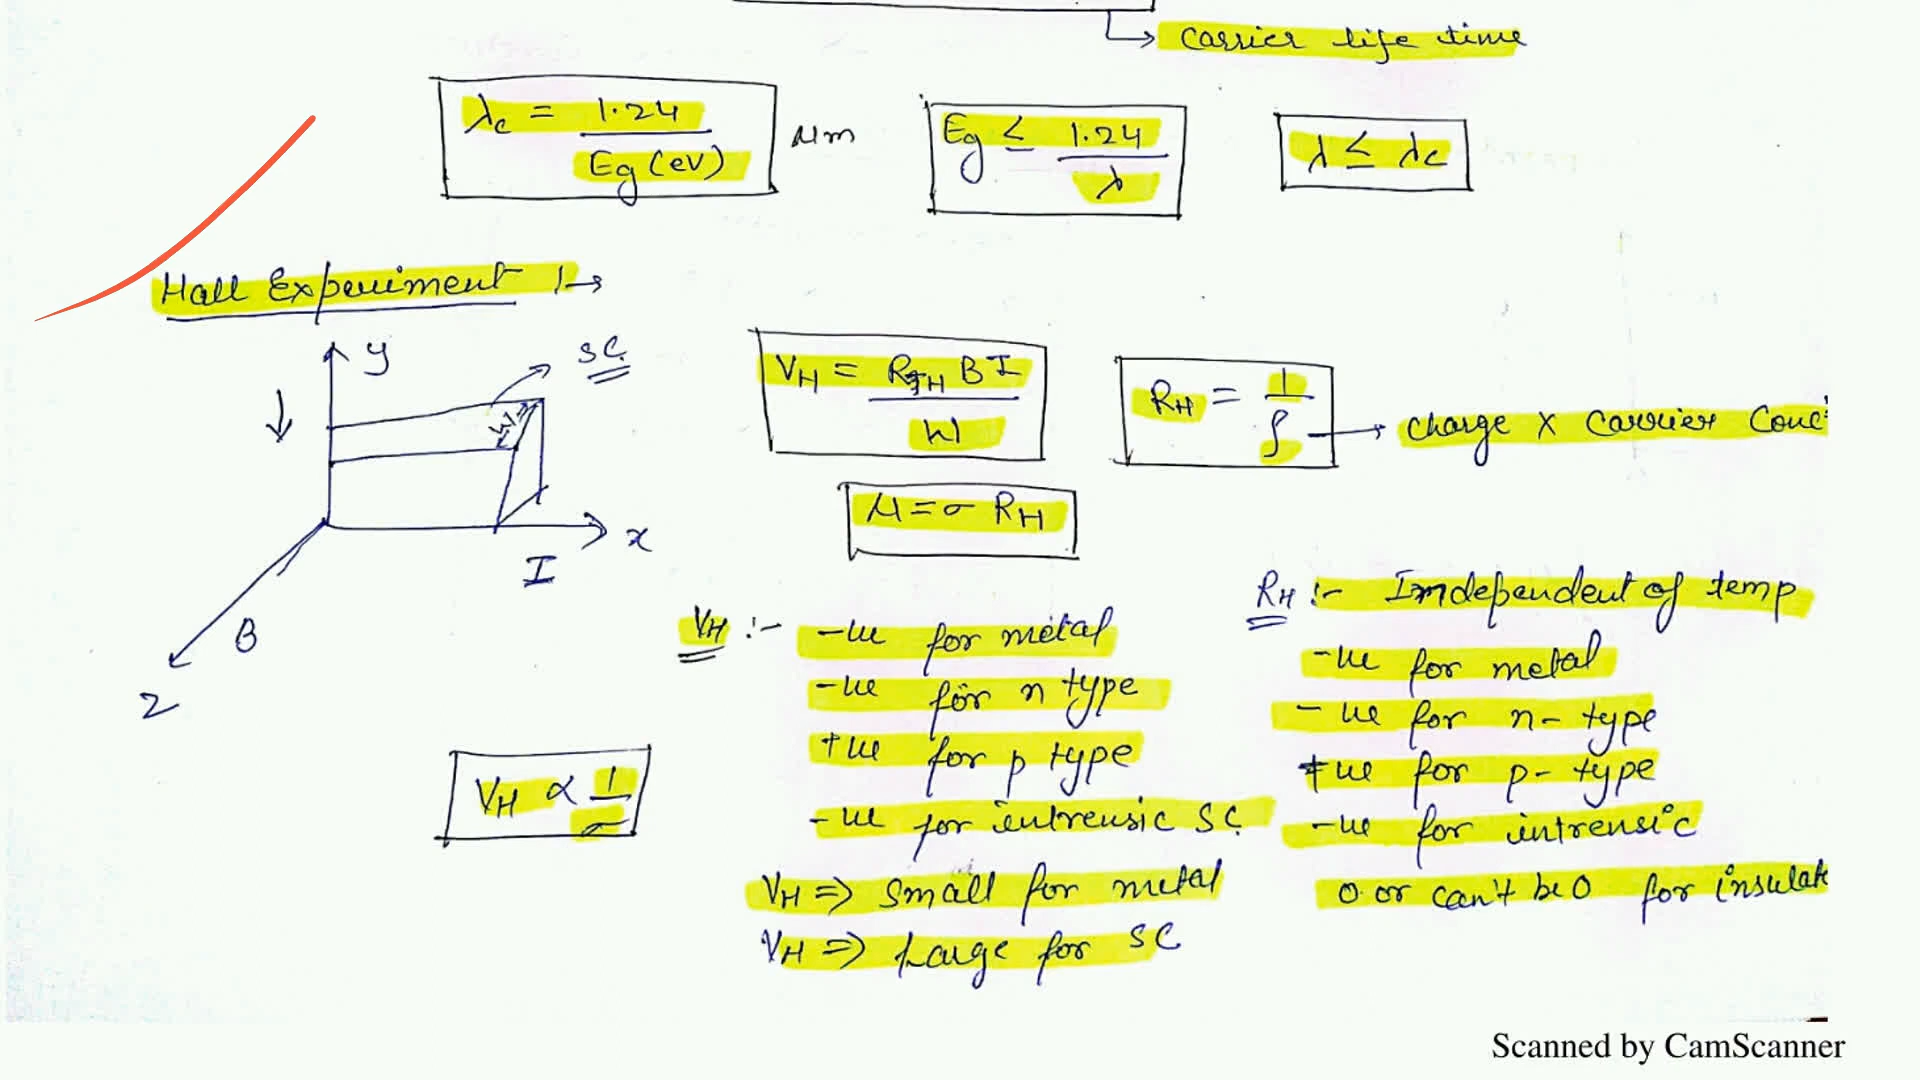 Carrier life time
λc = 1.24 / Eg (eV) μm
Eg ≤ 1.24 / λ
λ ≤ λc
Hall Experiment :→
y
SC
W
x
I
B
Z
VH = RH B I / W
RH = 1 / ρ → Charge x Carrier Conc
μ = σ RH
VH ∝ 1 / σ
VH :- -ve for metal
-ve for n type
+ve for p type
-ve for intrensic SC
VH => small for metal
VH => Large for SC
RH :- Independent of temp
-ve for metal
-ve for n-type
+ve for p-type
-ve for intrensic
0 or can't be 0 for insulat
Scanned by CamScanner